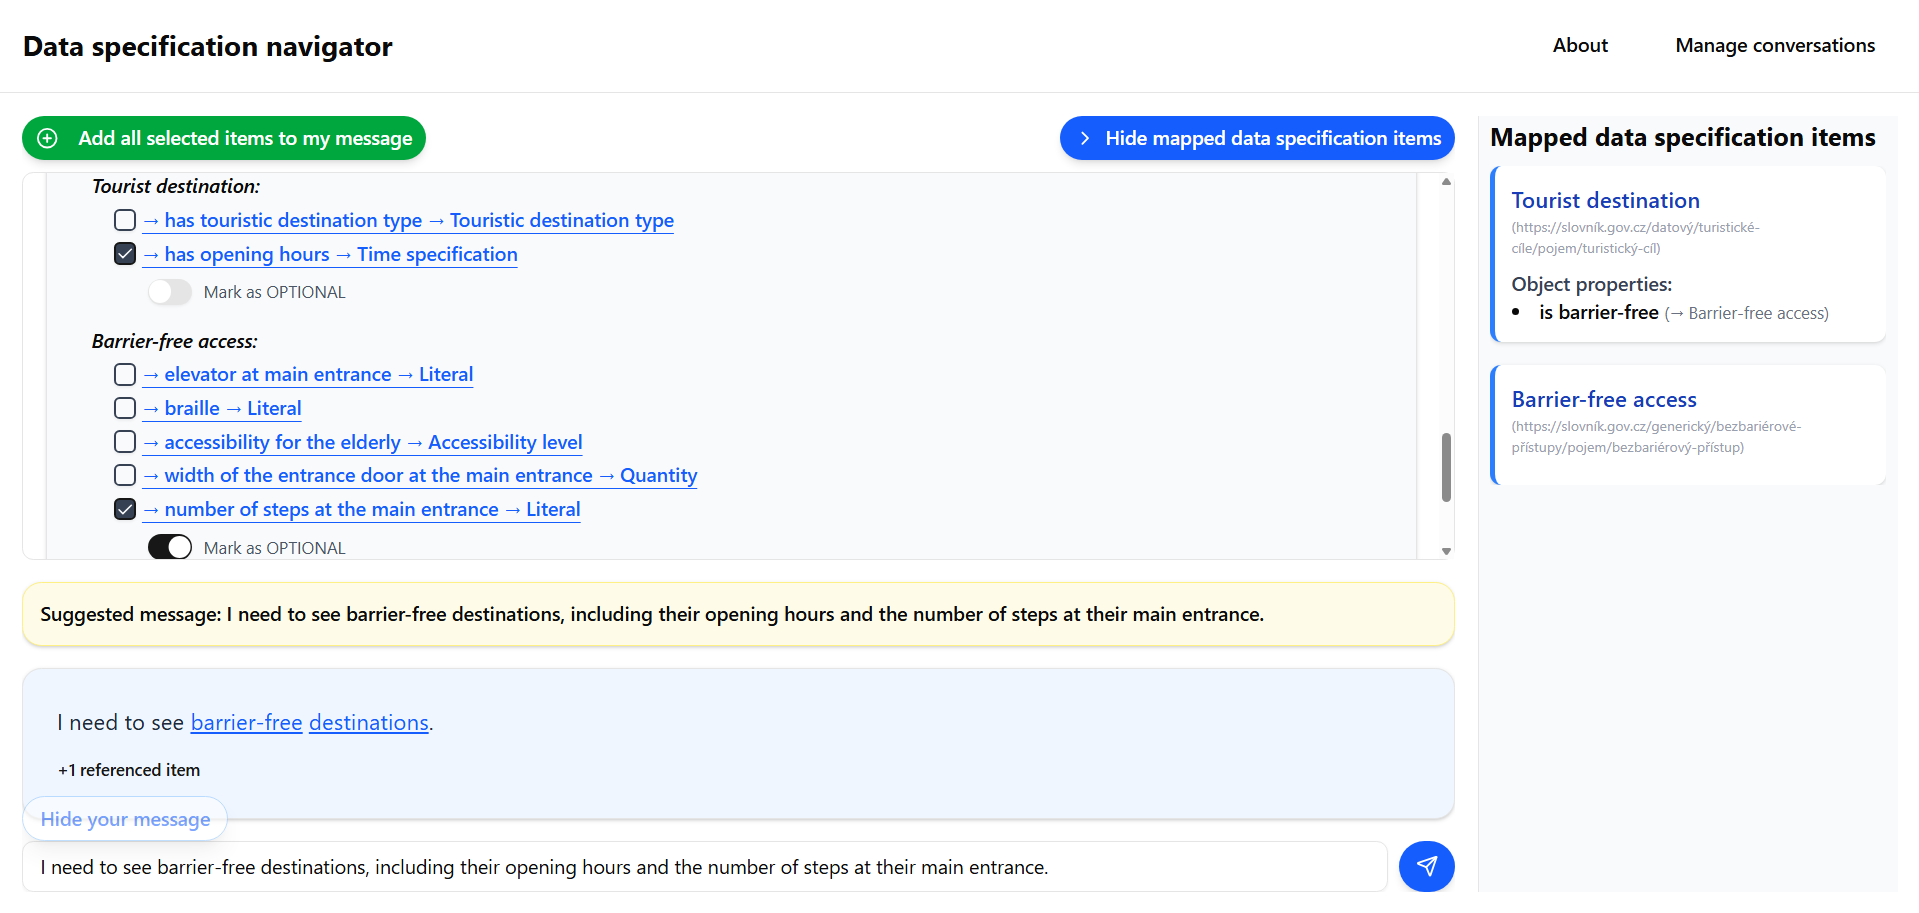 Data specification navigator
About
Manage conversations
Add all selected items to my message
Hide mapped data specification items
Tourist destination:
→ has touristic destination type → Touristic destination type
→ has opening hours → Time specification
Mark as OPTIONAL
Barrier-free access:
→ elevator at main entrance → Literal
→ braille → Literal
→ accessibility for the elderly → Accessibility level
→ width of the entrance door at the main entrance → Quantity
→ number of steps at the main entrance → Literal
Mark as OPTIONAL
Suggested message: I need to see barrier-free destinations, including their opening hours and the number of steps at their main entrance.
I need to see barrier-free destinations.
+1 referenced item
Hide your message
I need to see barrier-free destinations, including their opening hours and the number of steps at their main entrance.
Mapped data specification items
Tourist destination
(https://slovník.gov.cz/datový/turistické-
cíle/pojem/turistický-cíl)
Object properties:
• is barrier-free (→ Barrier-free access)
Barrier-free access
(https://slovník.gov.cz/generický/bezbariérové-
přístupy/pojem/bezbariérový-přístup)